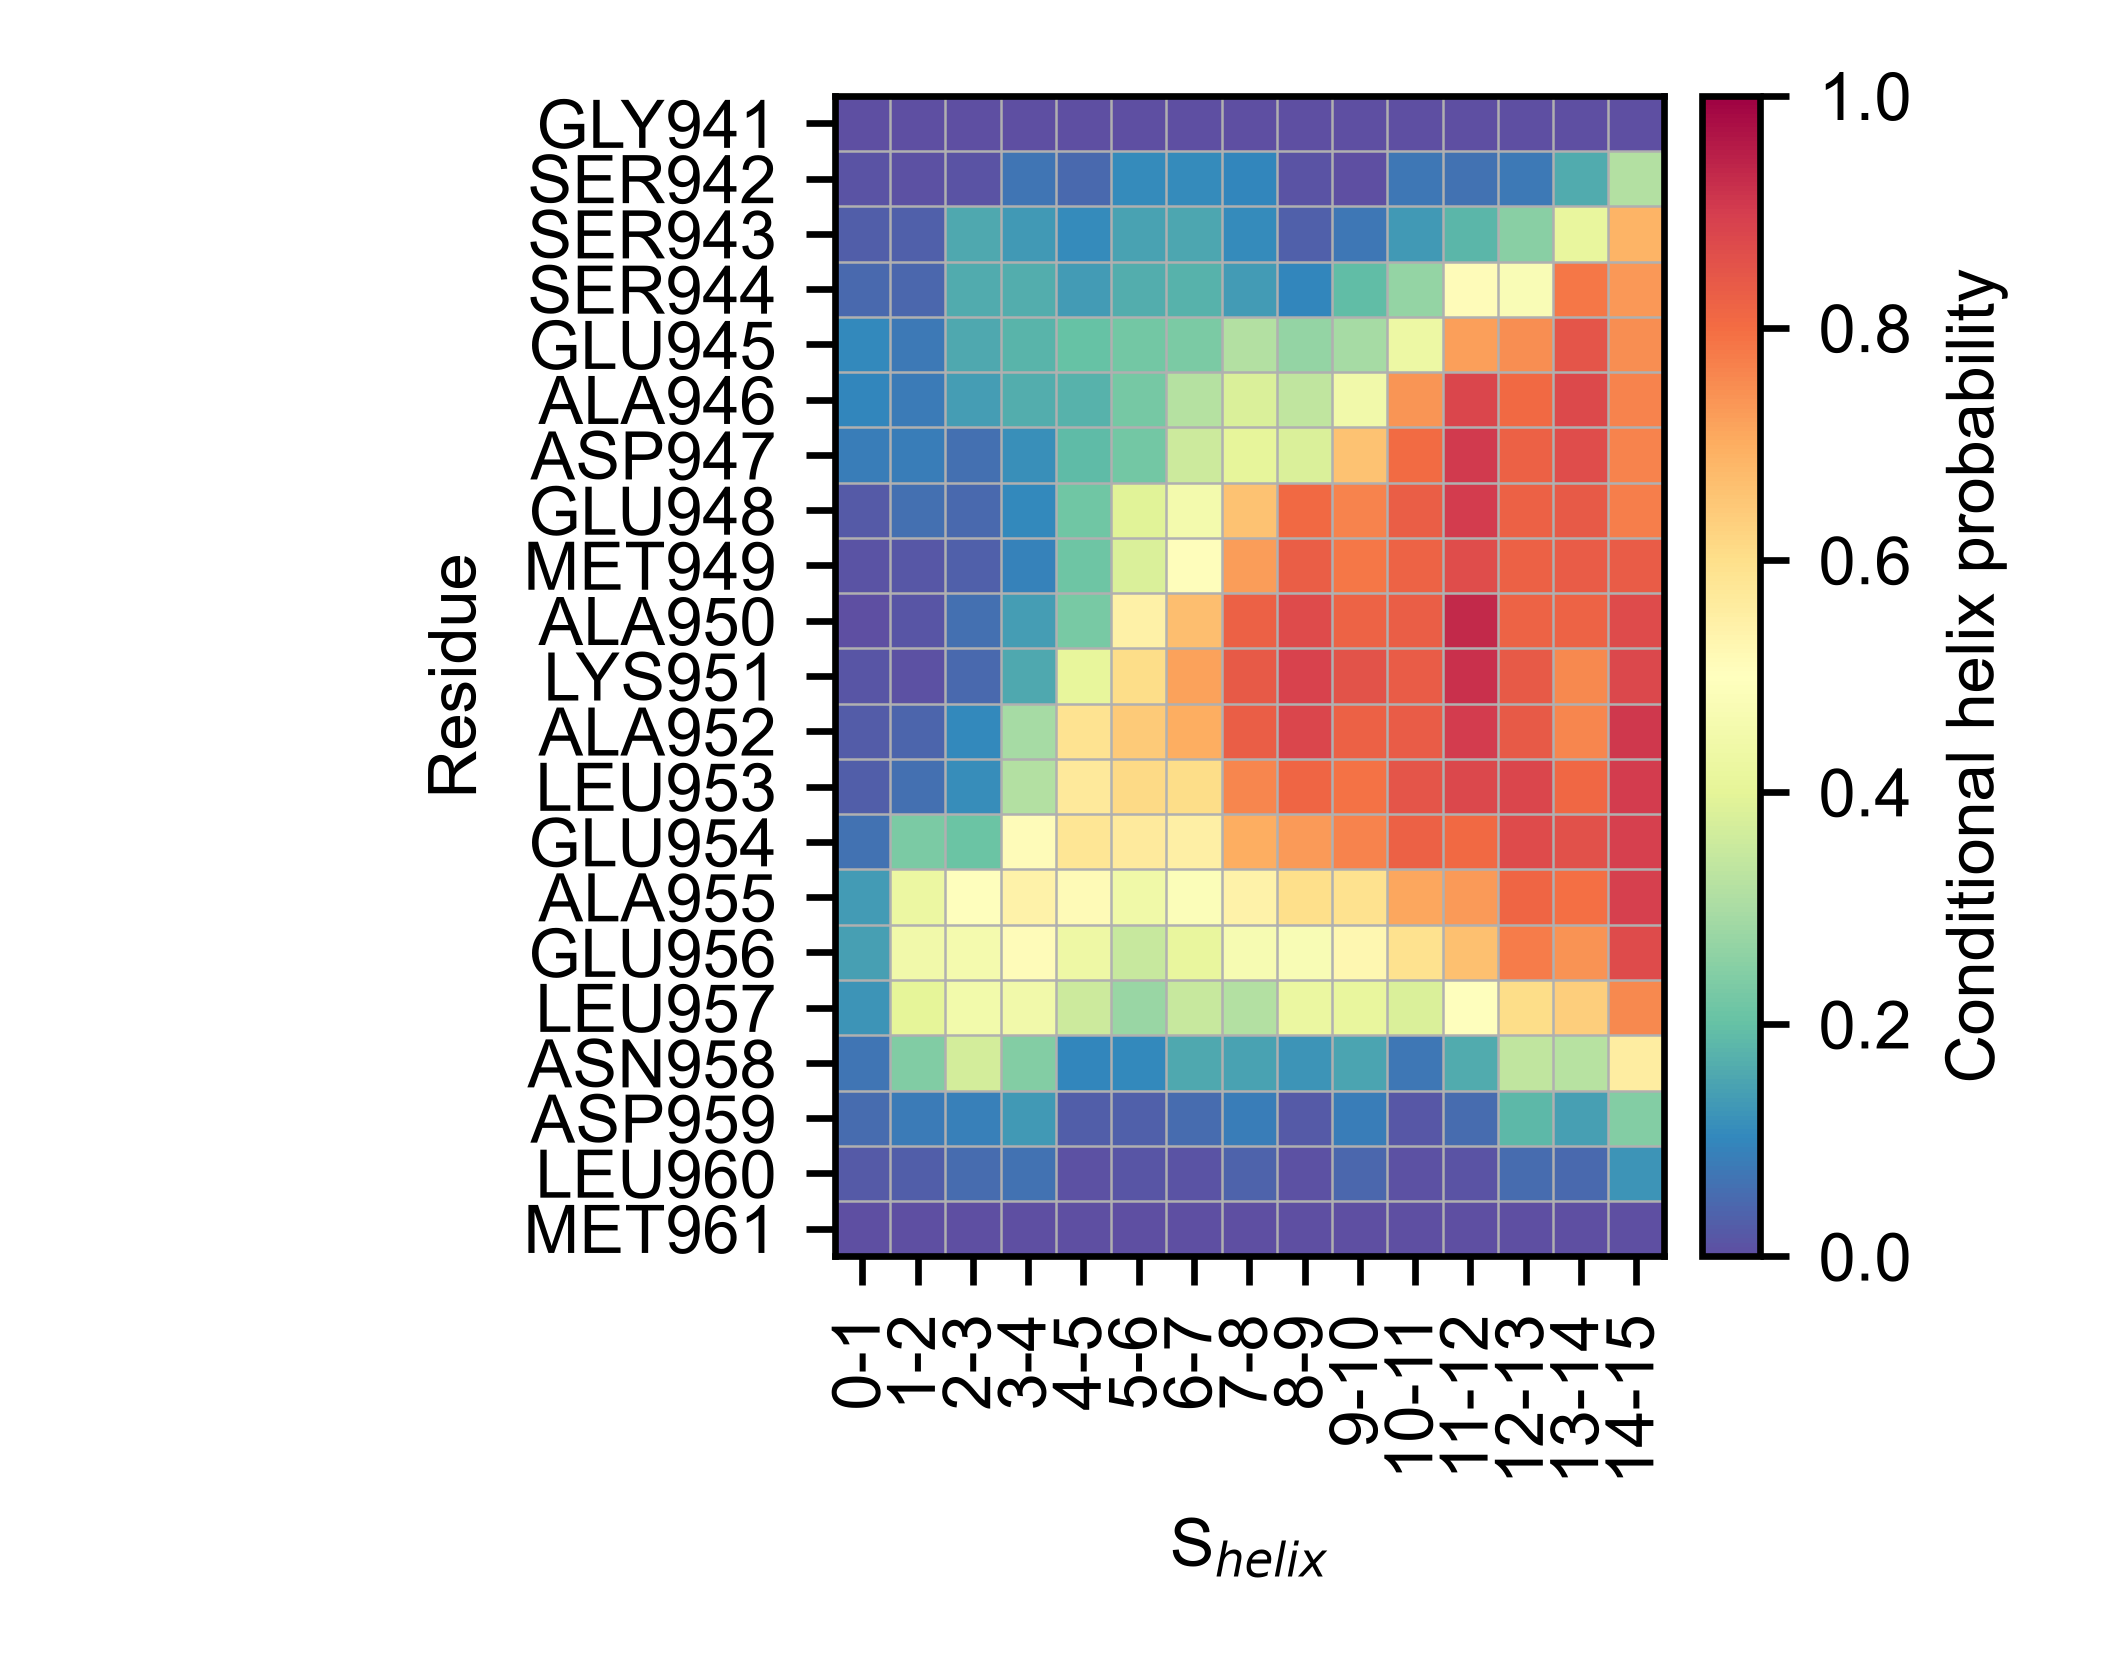 GLY941
SER942
SER943
SER944
GLU945
ALA946
ASP947
GLU948
MET949
ALA950
LYS951
ALA952
LEU953
GLU954
ALA955
GLU956
LEU957
ASN958
ASP959
LEU960
MET961
Residue
0-1
1-2
2-3
3-4
4-5
5-6
6-7
7-8
8-9
9-10
10-11
11-12
12-13
13-14
14-15
S_helix
1.0
0.8
0.6
0.4
0.2
0.0
Conditional helix probability